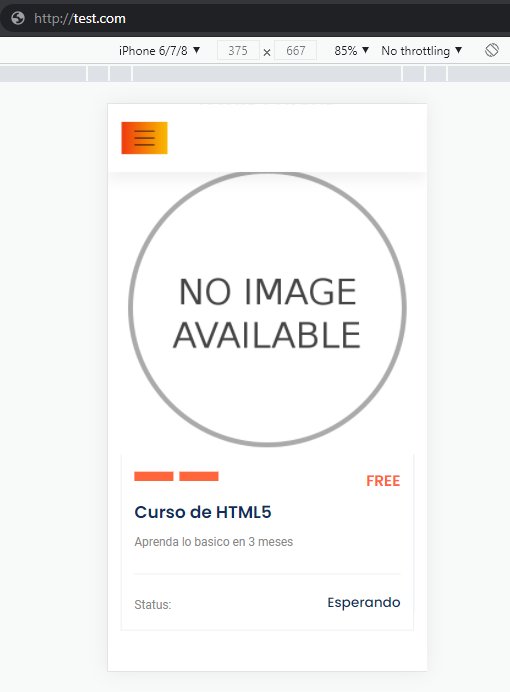 http://test.com
iPhone 6/7/8 ▼ 375 × 667 85% ▼ No throttling ▼
NO IMAGE
AVAILABLE
FREE
Curso de HTML5
Aprenda lo basico en 3 meses
Status: Esperando